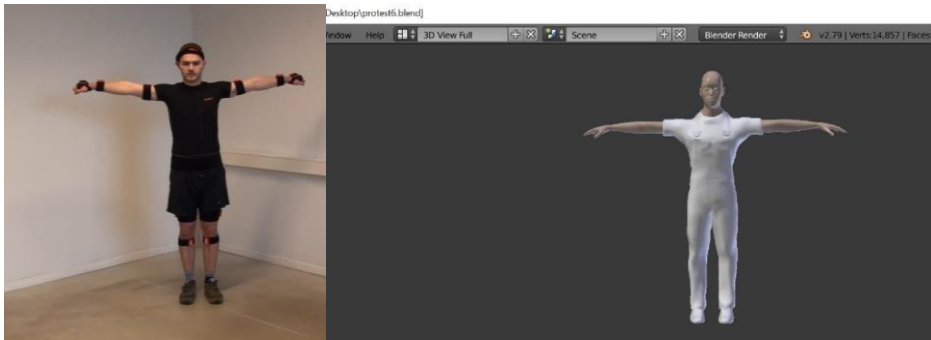 Desktop\protest6.blend]
indow Help 3D View Full Scene Blender Render v2.79 | Verts:14,857 | Faces